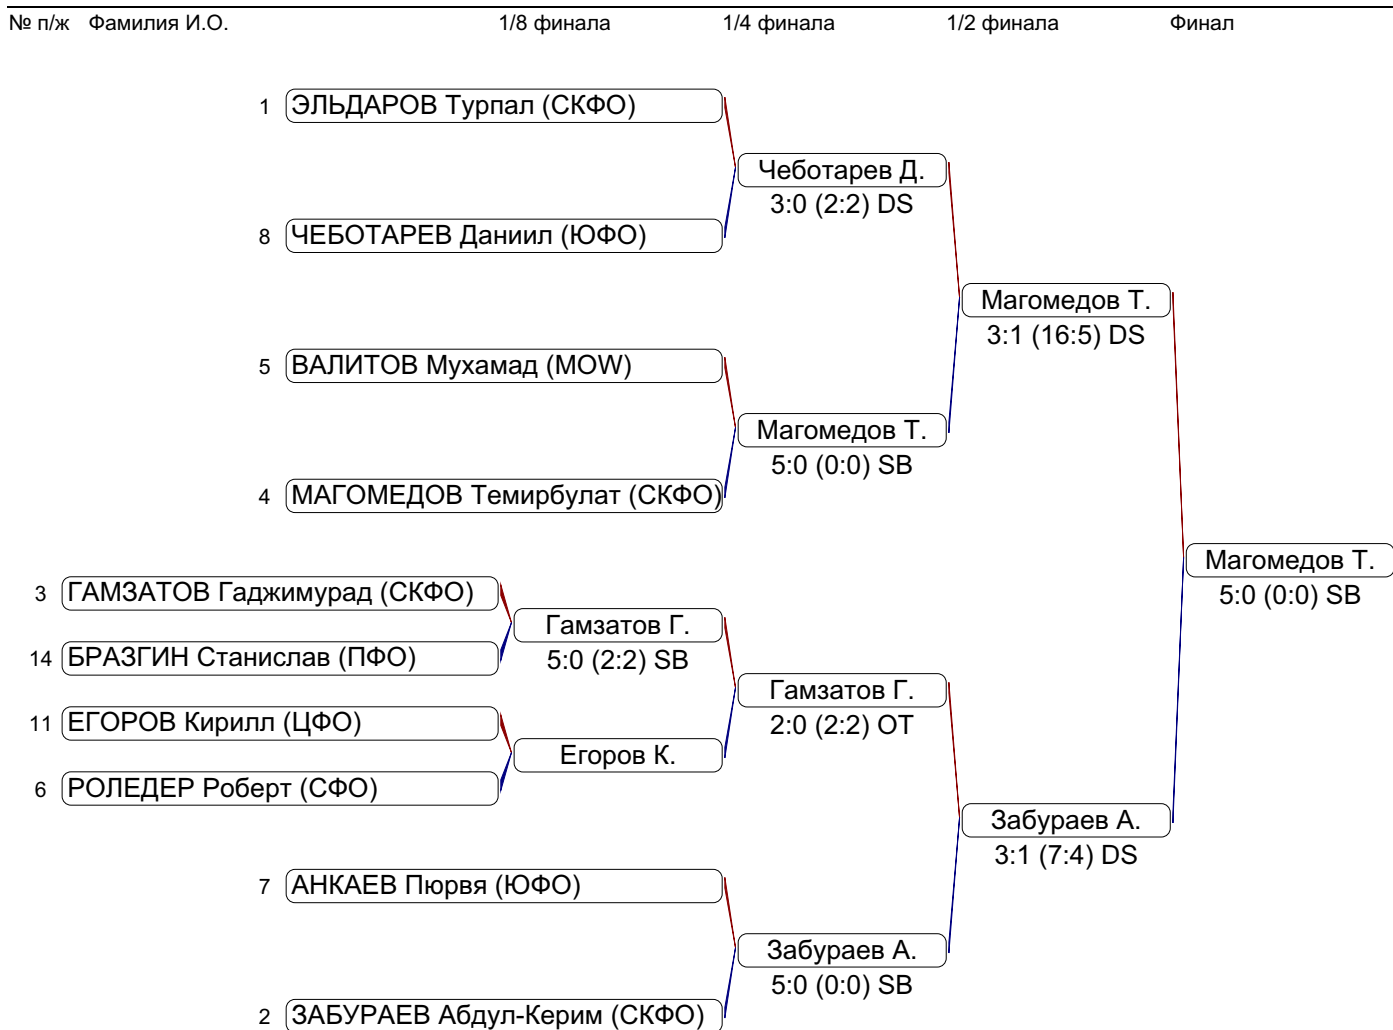 № п/ж Фамилия И.О. 1/8 финала 1/4 финала 1/2 финала Финал
1 ЭЛЬДАРОВ Турпал (СКФО)
Чеботарев Д.
3:0 (2:2) DS
8 ЧЕБОТАРЕВ Даниил (ЮФО)
Магомедов Т.
3:1 (16:5) DS
5 ВАЛИТОВ Мухамад (MOW)
Магомедов Т.
5:0 (0:0) SB
4 МАГОМЕДОВ Темирбулат (СКФО)
Магомедов Т.
5:0 (0:0) SB
3 ГАМЗАТОВ Гаджимурад (СКФО)
Гамзатов Г.
5:0 (2:2) SB
14 БРАЗГИН Станислав (ПФО)
Гамзатов Г.
2:0 (2:2) OT
11 ЕГОРОВ Кирилл (ЦФО)
Егоров К.
6 РОЛЕДЕР Роберт (СФО)
Забураев А.
3:1 (7:4) DS
7 АНКАЕВ Пюрвя (ЮФО)
Забураев А.
5:0 (0:0) SB
2 ЗАБУРАЕВ Абдул-Керим (СКФО)